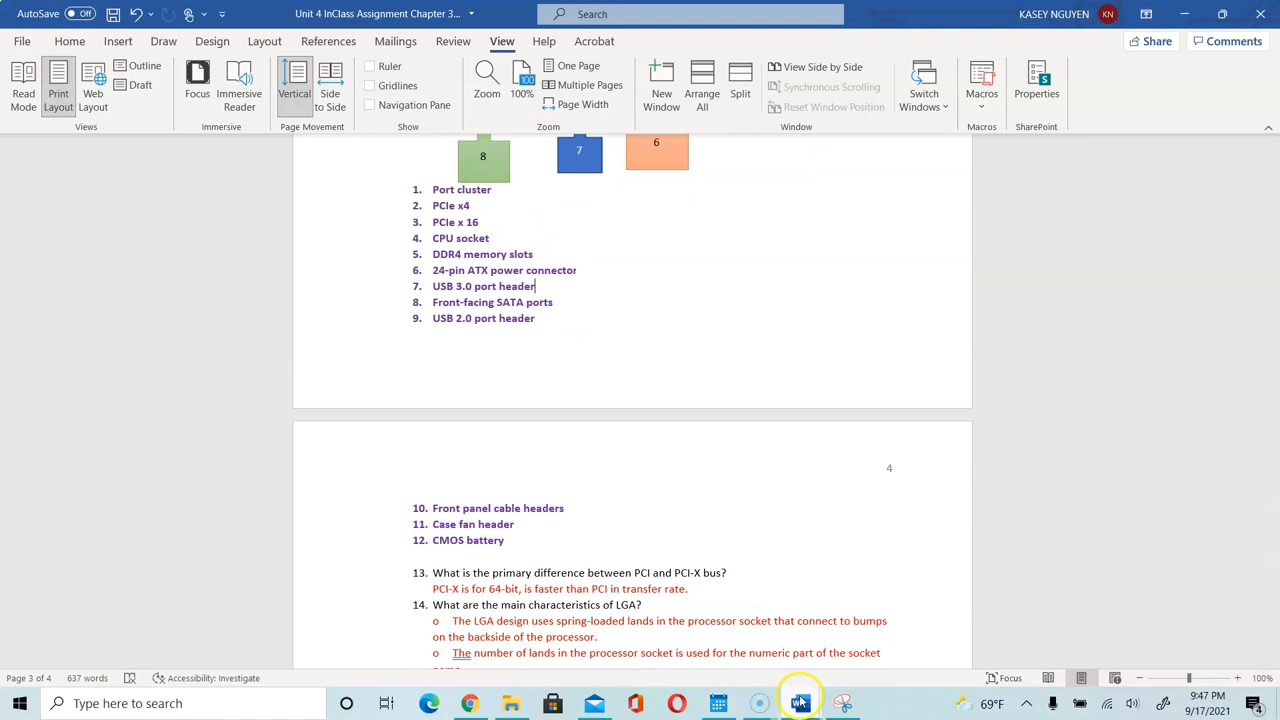 AutoSave Off Unit 4 InClass Assignment Chapter 3... Search KASEY NGUYEN KN
File Home Insert Draw Design Layout References Mailings Review View Help Acrobat Share Comments
Read Mode
Print Layout
Web Layout
Outline
Draft
Views
Focus
Immersive Reader
Immersive
Vertical
Side to Side
Page Movement
Ruler
Gridlines
Navigation Pane
Show
Zoom
100
100%
One Page
Multiple Pages
Page Width
Zoom
New Window
Arrange All
Split
View Side by Side
Synchronous Scrolling
Reset Window Position
Switch Windows
Window
Macros
Macros
Properties
SharePoint
8 7 6
1. Port cluster
2. PCIe x4
3. PCIe x 16
4. CPU socket
5. DDR4 memory slots
6. 24-pin ATX power connector
7. USB 3.0 port header
8. Front-facing SATA ports
9. USB 2.0 port header
4
10. Front panel cable headers
11. Case fan header
12. CMOS battery
13. What is the primary difference between PCI and PCI-X bus?
PCI-X is for 64-bit, is faster than PCI in transfer rate.
14. What are the main characteristics of LGA?
o The LGA design uses spring-loaded lands in the processor socket that connect to bumps
on the backside of the processor.
o The number of lands in the processor socket is used for the numeric part of the socket
Page 3 of 4 637 words Accessibility: Investigate Focus 100%
Type here to search 69°F 9:47 PM
9/17/2021 4